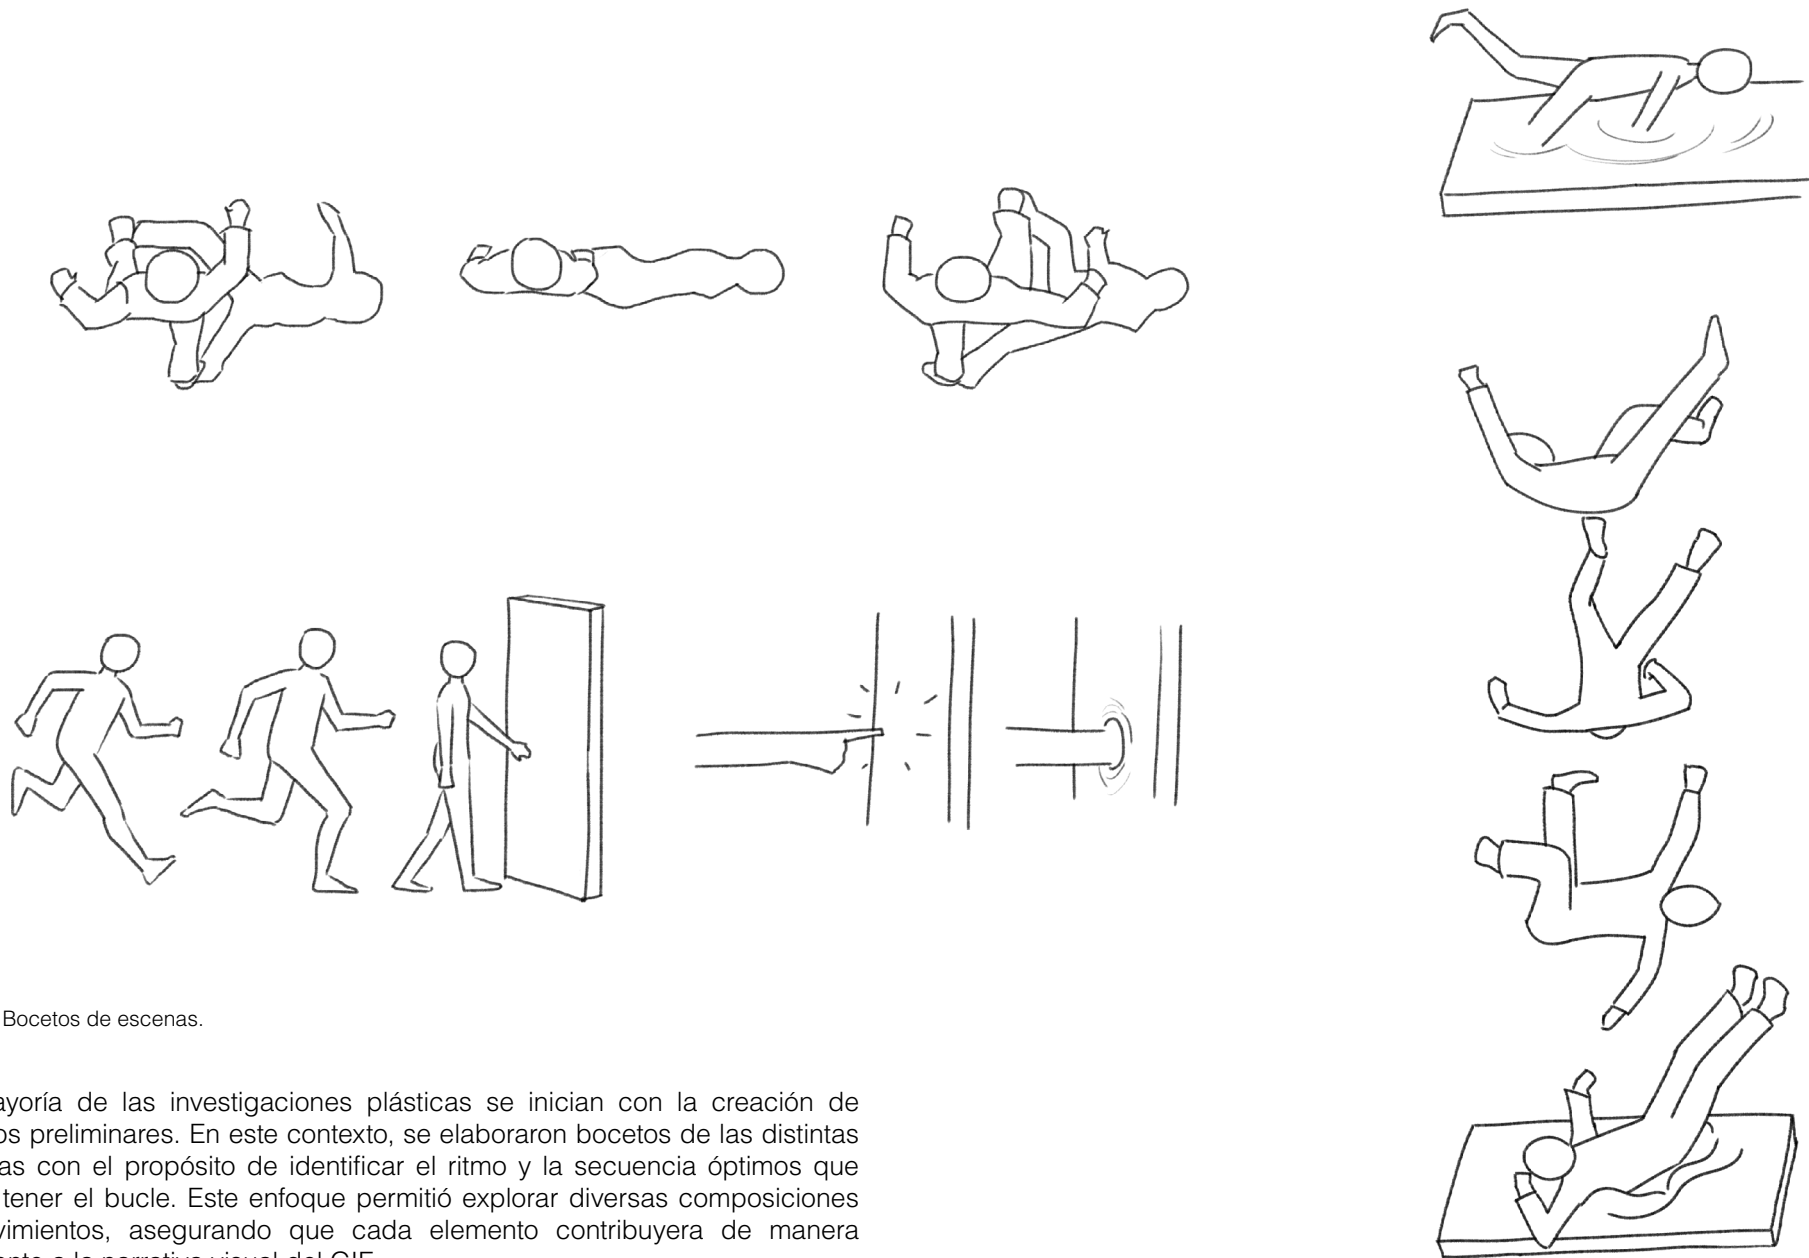 Bocetos de escenas.
ayoría de las investigaciones plásticas se inician con la creación de
os preliminares. En este contexto, se elaboraron bocetos de las distintas
as con el propósito de identificar el ritmo y la secuencia óptimos que
tener el bucle. Este enfoque permitió explorar diversas composiciones
vimientos, asegurando que cada elemento contribuyera de manera